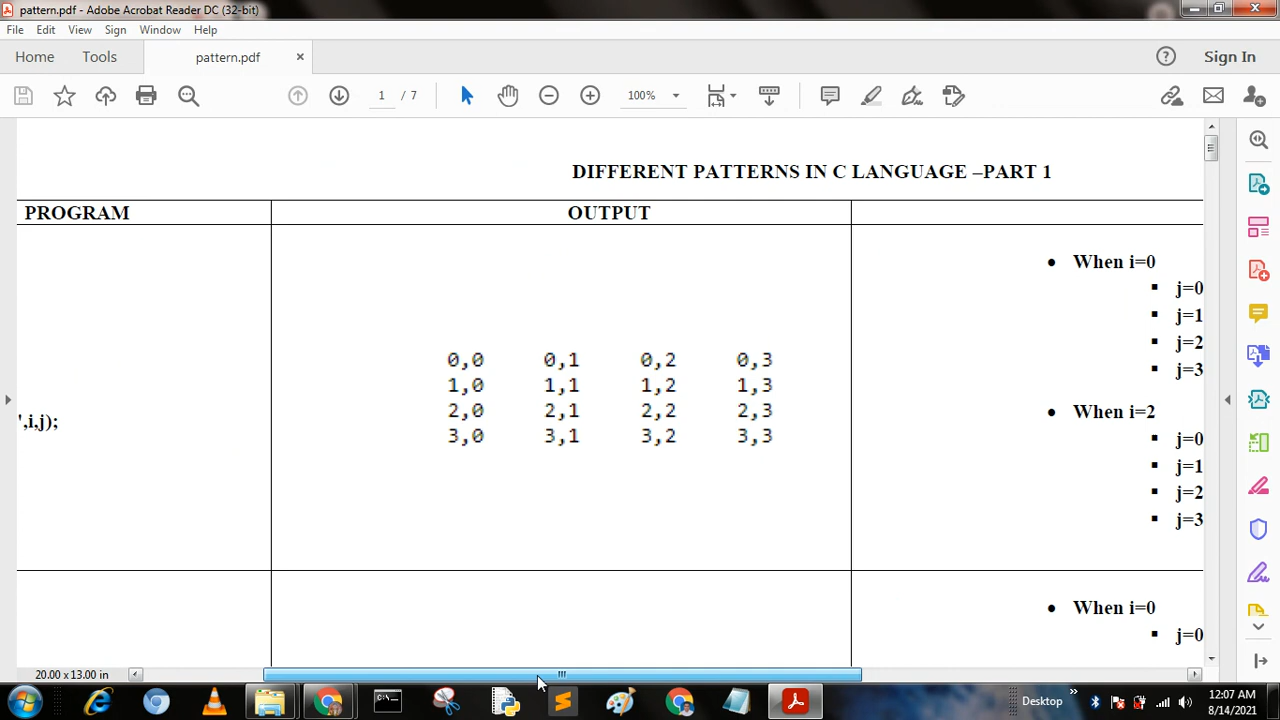 pattern.pdf - Adobe Acrobat Reader DC (32-bit)
File Edit View Sign Window Help
Home Tools pattern.pdf × ? Sign In
1 / 7 100%
DIFFERENT PATTERNS IN C LANGUAGE –PART 1
PROGRAM OUTPUT
• When i=0
▪ j=0
▪ j=1
▪ j=2
▪ j=3
0,0 0,1 0,2 0,3
1,0 1,1 1,2 1,3
2,0 2,1 2,2 2,3
3,0 3,1 3,2 3,3
",i,j);
• When i=2
▪ j=0
▪ j=1
▪ j=2
▪ j=3
• When i=0
▪ j=0
20.00 x 13.00 in
Desktop » 12:07 AM
8/14/2021